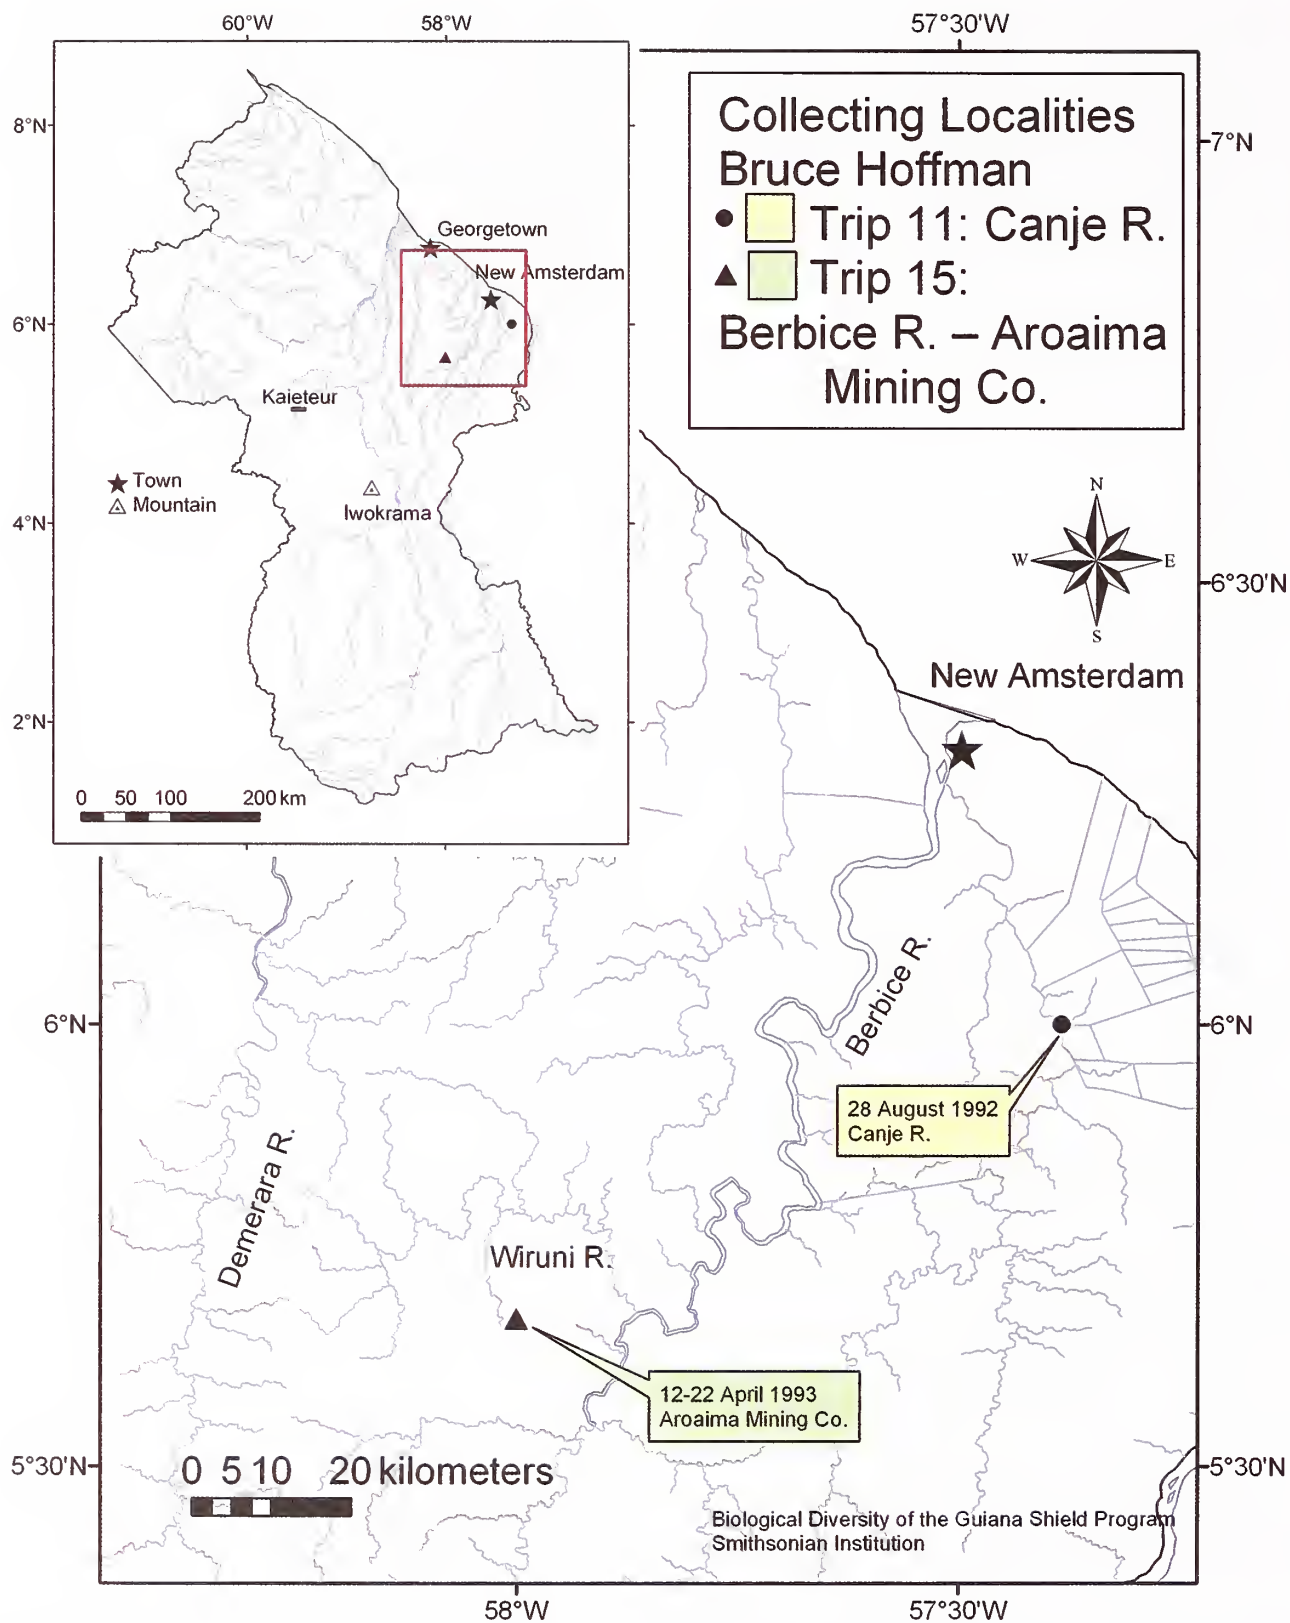 60°W
58°W
57°30'W
8°N
6°N
4°N
2°N
Georgetown
New Amsterdam
Kaieteur
Iwokrama
Town
Mountain
0 50 100 200 km
Collecting Localities
Bruce Hoffman
Trip 11: Canje R.
Trip 15:
Berbice R. – Aroaima
Mining Co.
7°N
N
W E
S
6°30'N
New Amsterdam
Berbice R.
6°N
6°N
28 August 1992
Canje R.
Demerara R.
Wiruni R.
12-22 April 1993
Aroaima Mining Co.
5°30'N
0 5 10 20 kilometers
5°30'N
Biological Diversity of the Guiana Shield Program
Smithsonian Institution
58°W
57°30'W